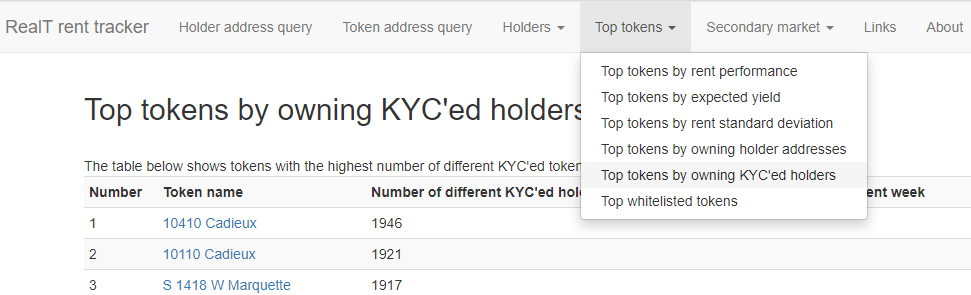 RealT rent tracker Holder address query Token address query Holders Top tokens Secondary market Links About
Top tokens by rent performance
Top tokens by expected yield
Top tokens by rent standard deviation
Top tokens by owning holder addresses
Top tokens by owning KYC'ed holders
Top whitelisted tokens
Top tokens by owning KYC'ed holders
The table below shows tokens with the highest number of different KYC'ed token
Number Token name Number of different KYC'ed week
1 10410 Cadieux 1946
2 10110 Cadieux 1921
3 S 1418 W Marquette 1917